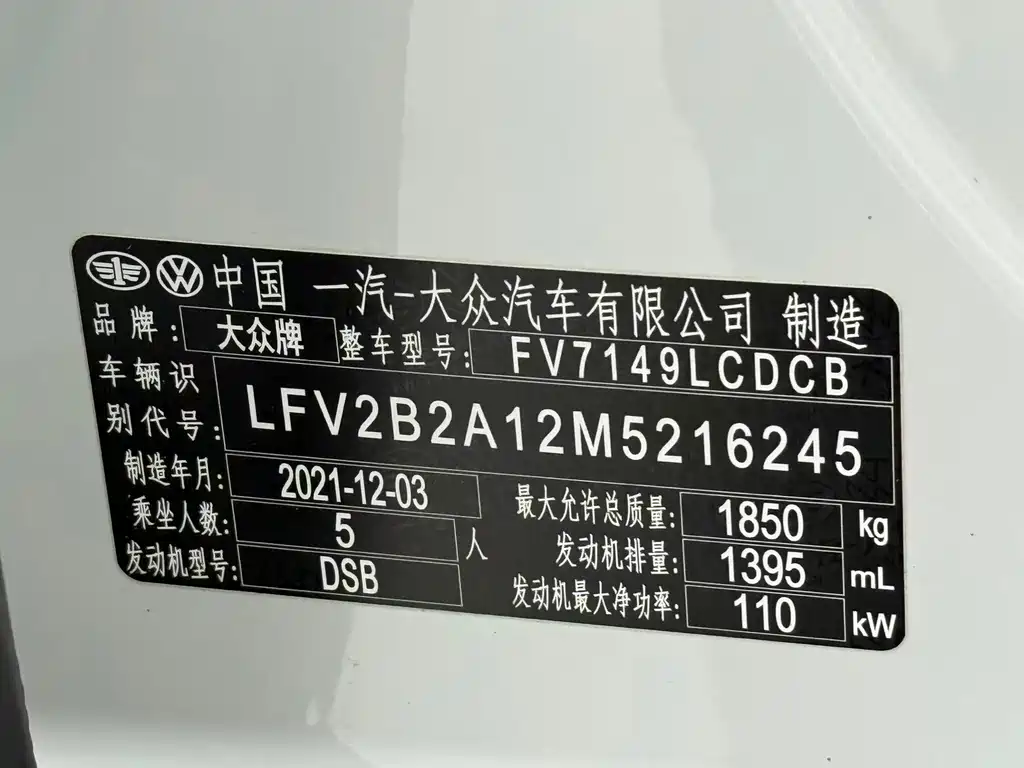 中国 一汽-大众汽车有限公司 制造
品牌: 大众牌 整车型号: FV7149LCDCB
车辆识别代号: LFV2B2A12M5216245
制造年月: 2021-12-03 最大允许总质量: 1850 kg
乘坐人数: 5 人 发动机排量: 1395 mL
发动机型号: DSB 发动机最大净功率: 110 kW